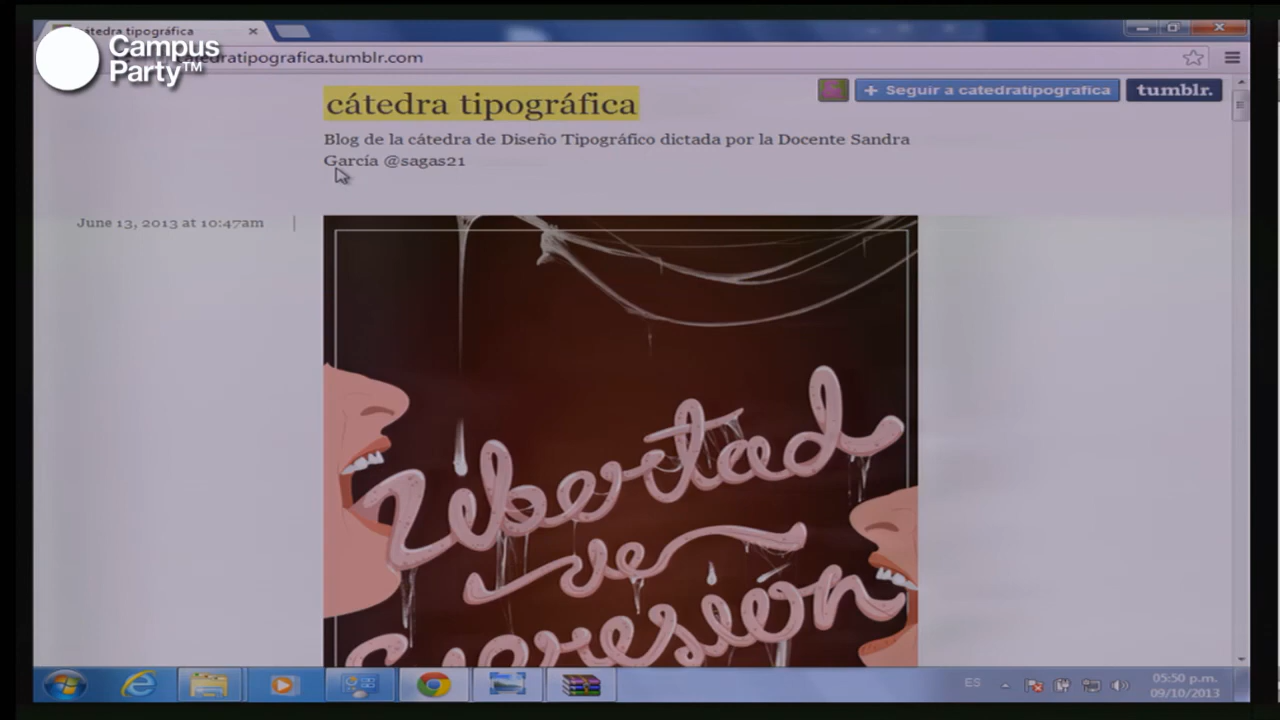 cátedra tipográfica
Campus
Party™
edratipografica.tumblr.com
cátedra tipográfica
+ Seguir a catedratipografica
tumblr.
Blog de la cátedra de Diseño Tipográfico dictada por la Docente Sandra
García @sagas21
June 13, 2013 at 10:47am
Libertad
de
expresión
ES
05:50 p.m.
09/10/2013